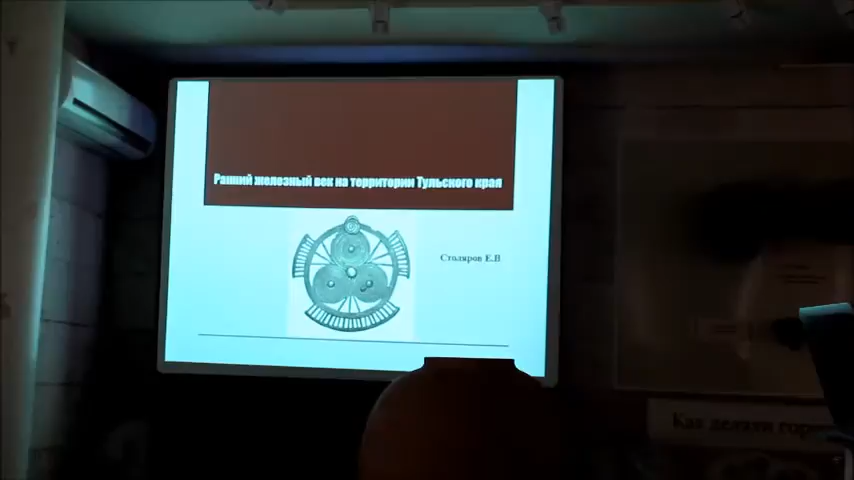 Ранний железный век на территории Тульского края
Столяров Е.В
Как делали